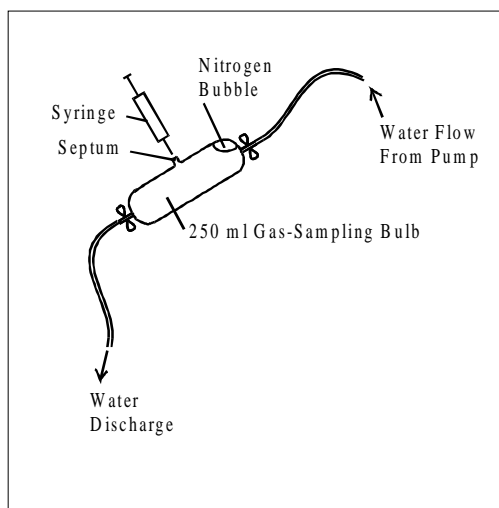 Nitrogen
Bubble
Syringe
Septum
Water Flow
From Pump
250 ml Gas-Sampling Bulb
Water
Discharge